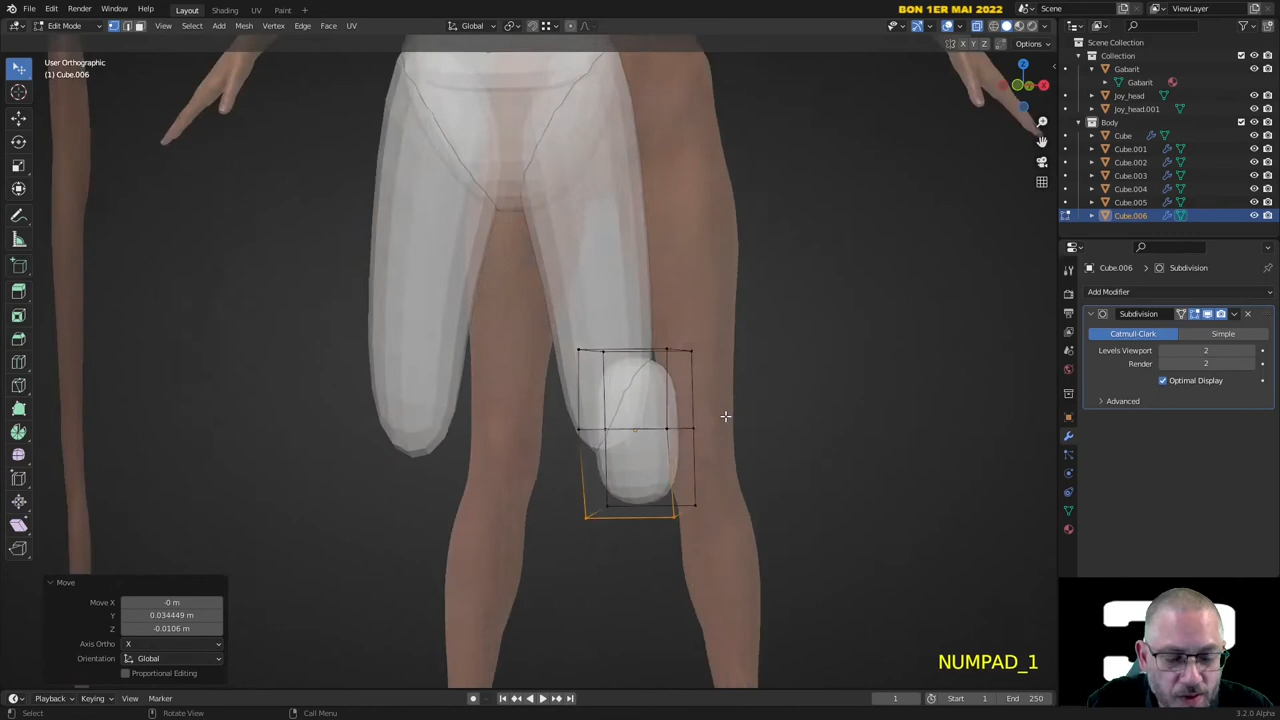 File Edit Render Window Help Layout Shading UV Paint + BON 1ER MAI 2022 Scene ViewLayer
Edit Mode View Select Add Mesh Vertex Edge Face UV Global
X Y Z Options
User Orthographic
(1) Cube.006
Scene Collection
Collection
Gabarit
Gabarit
Joy_head
Joy_head.001
Body
Cube
Cube.001
Cube.002
Cube.003
Cube.004
Cube.005
Cube.006
Cube.006 > Subdivision
Add Modifier
Subdivision
Catmull-Clark Simple
Levels Viewport 2
Render 2
Optimal Display
Advanced
Z
X
Move
Move X -0 m
Y 0.034449 m
Z -0.0106 m
Axis Ortho X
Orientation Global
Proportional Editing
NUMPAD_1
Playback Keying View Marker 1 Start 1 End 250
Select Rotate View Call Menu 3.2.0 Alpha